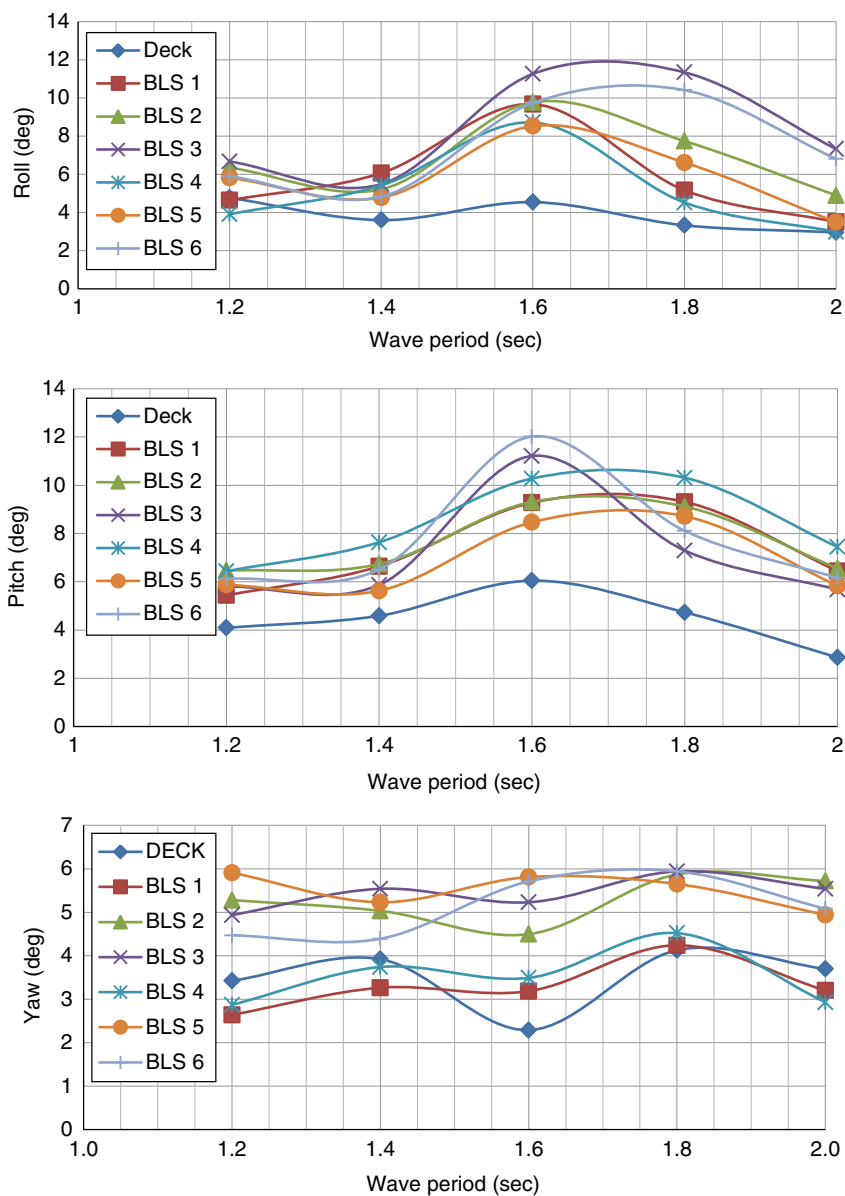 14
12
10
8
6
4
2
0
Roll (deg)
Deck
BLS 1
BLS 2
BLS 3
BLS 4
BLS 5
BLS 6
1 1.2 1.4 1.6 1.8 2
Wave period (sec)
14
12
10
8
6
4
2
0
Pitch (deg)
Deck
BLS 1
BLS 2
BLS 3
BLS 4
BLS 5
BLS 6
1 1.2 1.4 1.6 1.8 2
Wave period (sec)
7
6
5
4
3
2
1
0
Yaw (deg)
DECK
BLS 1
BLS 2
BLS 3
BLS 4
BLS 5
BLS 6
1.0 1.2 1.4 1.6 1.8 2.0
Wave period (sec)